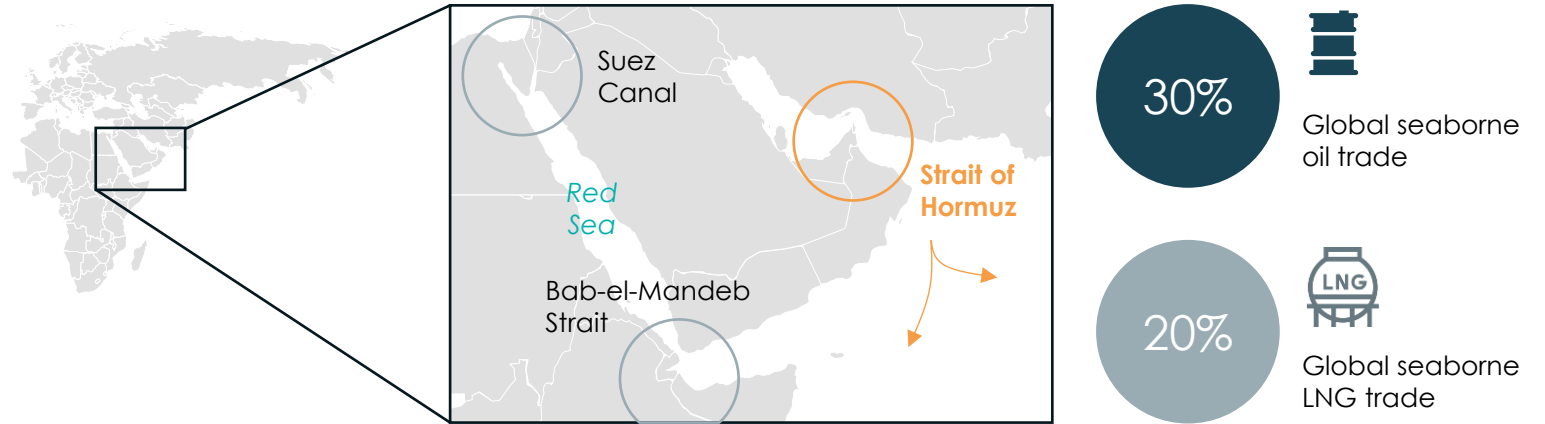 Suez
Canal
Red
Sea
Bab-el-Mandeb
Strait
Strait of
Hormuz
30%
Global seaborne
oil trade
20%
LNG
Global seaborne
LNG trade